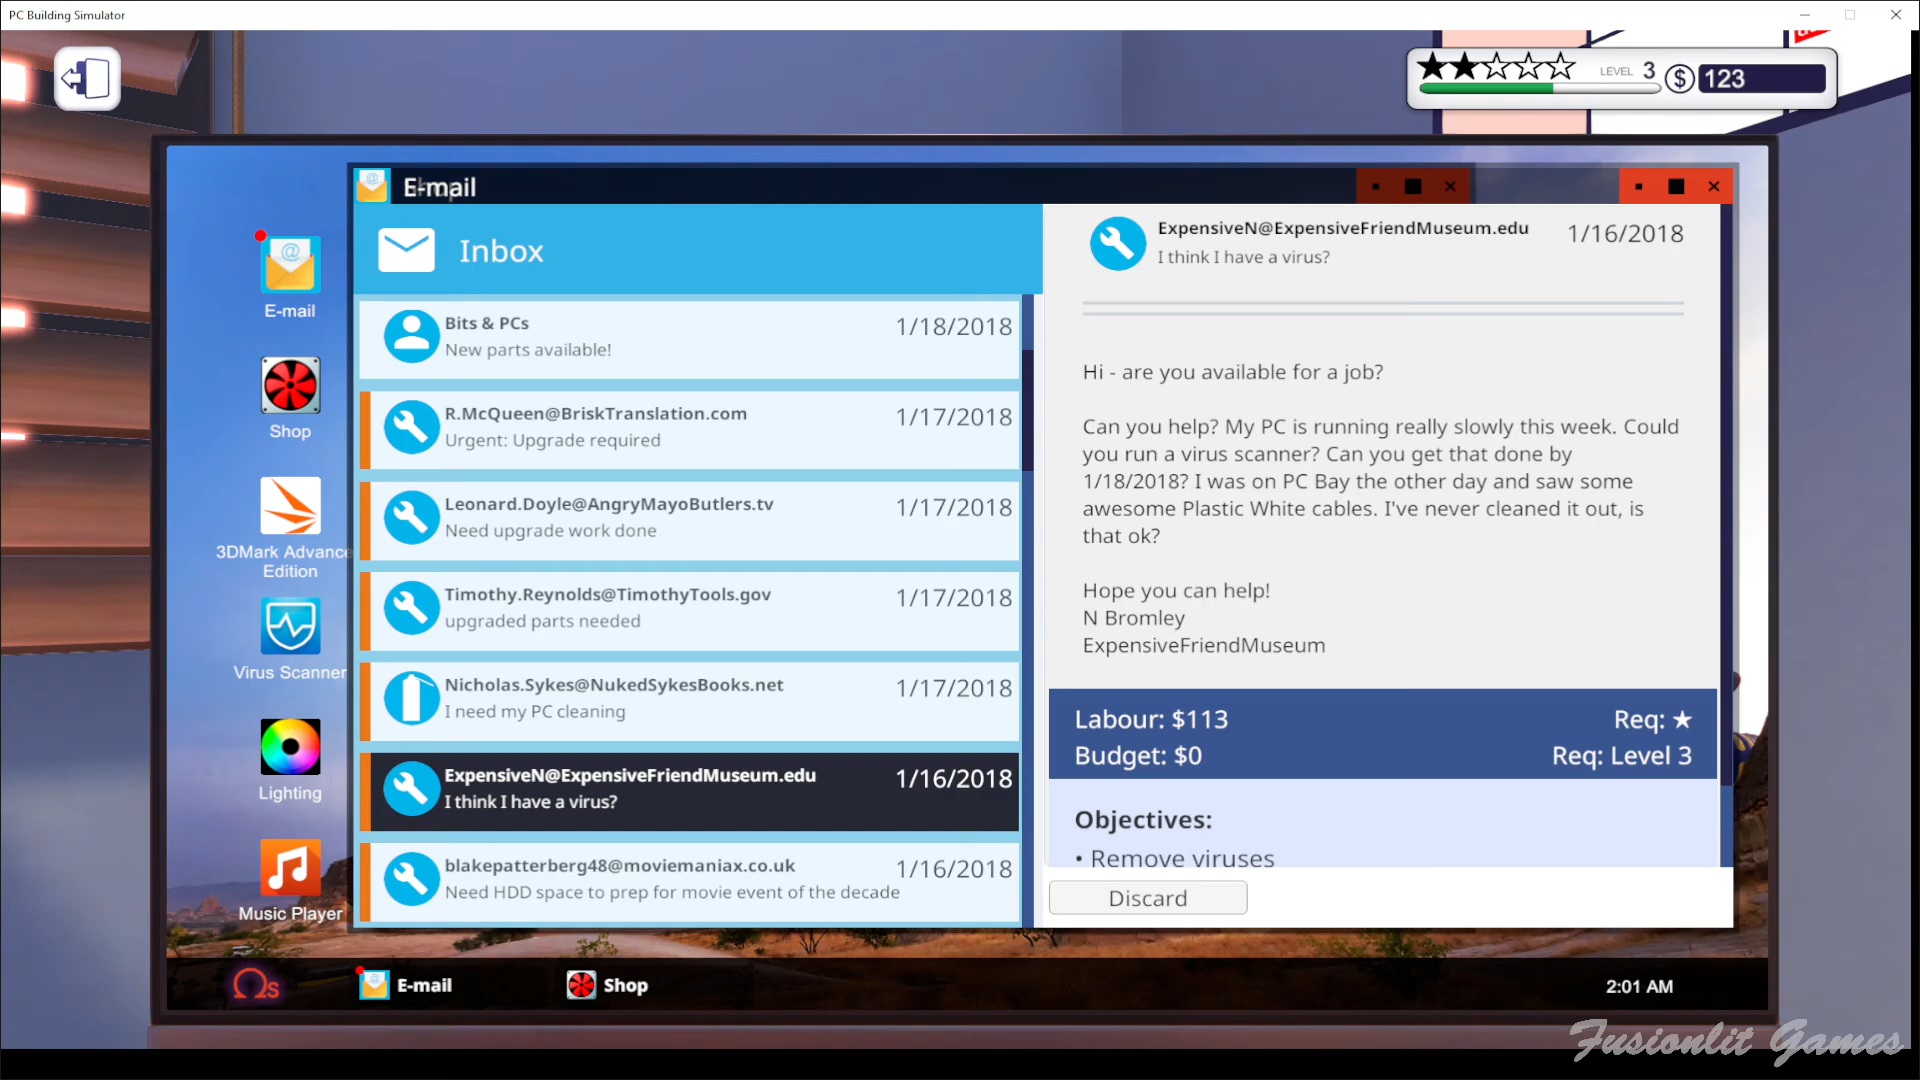 PC Building Simulator
★★☆☆☆ LEVEL 3 $ 123
E-mail
Inbox
Bits & PCs 1/18/2018
New parts available!
R.McQueen@BriskTranslation.com 1/17/2018
Urgent: Upgrade required
Leonard.Doyle@AngryMayoButlers.tv 1/17/2018
Need upgrade work done
Timothy.Reynolds@TimothyTools.gov 1/17/2018
upgraded parts needed
Nicholas.Sykes@NukedSykesBooks.net 1/17/2018
I need my PC cleaning
ExpensiveN@ExpensiveFriendMuseum.edu 1/16/2018
I think I have a virus?
blakepatterberg48@moviemaniax.co.uk 1/16/2018
Need HDD space to prep for movie event of the decade
ExpensiveN@ExpensiveFriendMuseum.edu 1/16/2018
I think I have a virus?
Hi - are you available for a job?
Can you help? My PC is running really slowly this week. Could
you run a virus scanner? Can you get that done by
1/18/2018? I was on PC Bay the other day and saw some
awesome Plastic White cables. I've never cleaned it out, is
that ok?
Hope you can help!
N Bromley
ExpensiveFriendMuseum
Labour: $113 Req: ★
Budget: $0 Req: Level 3
Objectives:
• Remove viruses
Discard
E-mail
Shop
3DMark Advance
Edition
Virus Scanner
Lighting
Music Player
Ωs
E-mail
Shop
2:01 AM
Fusionlit Games